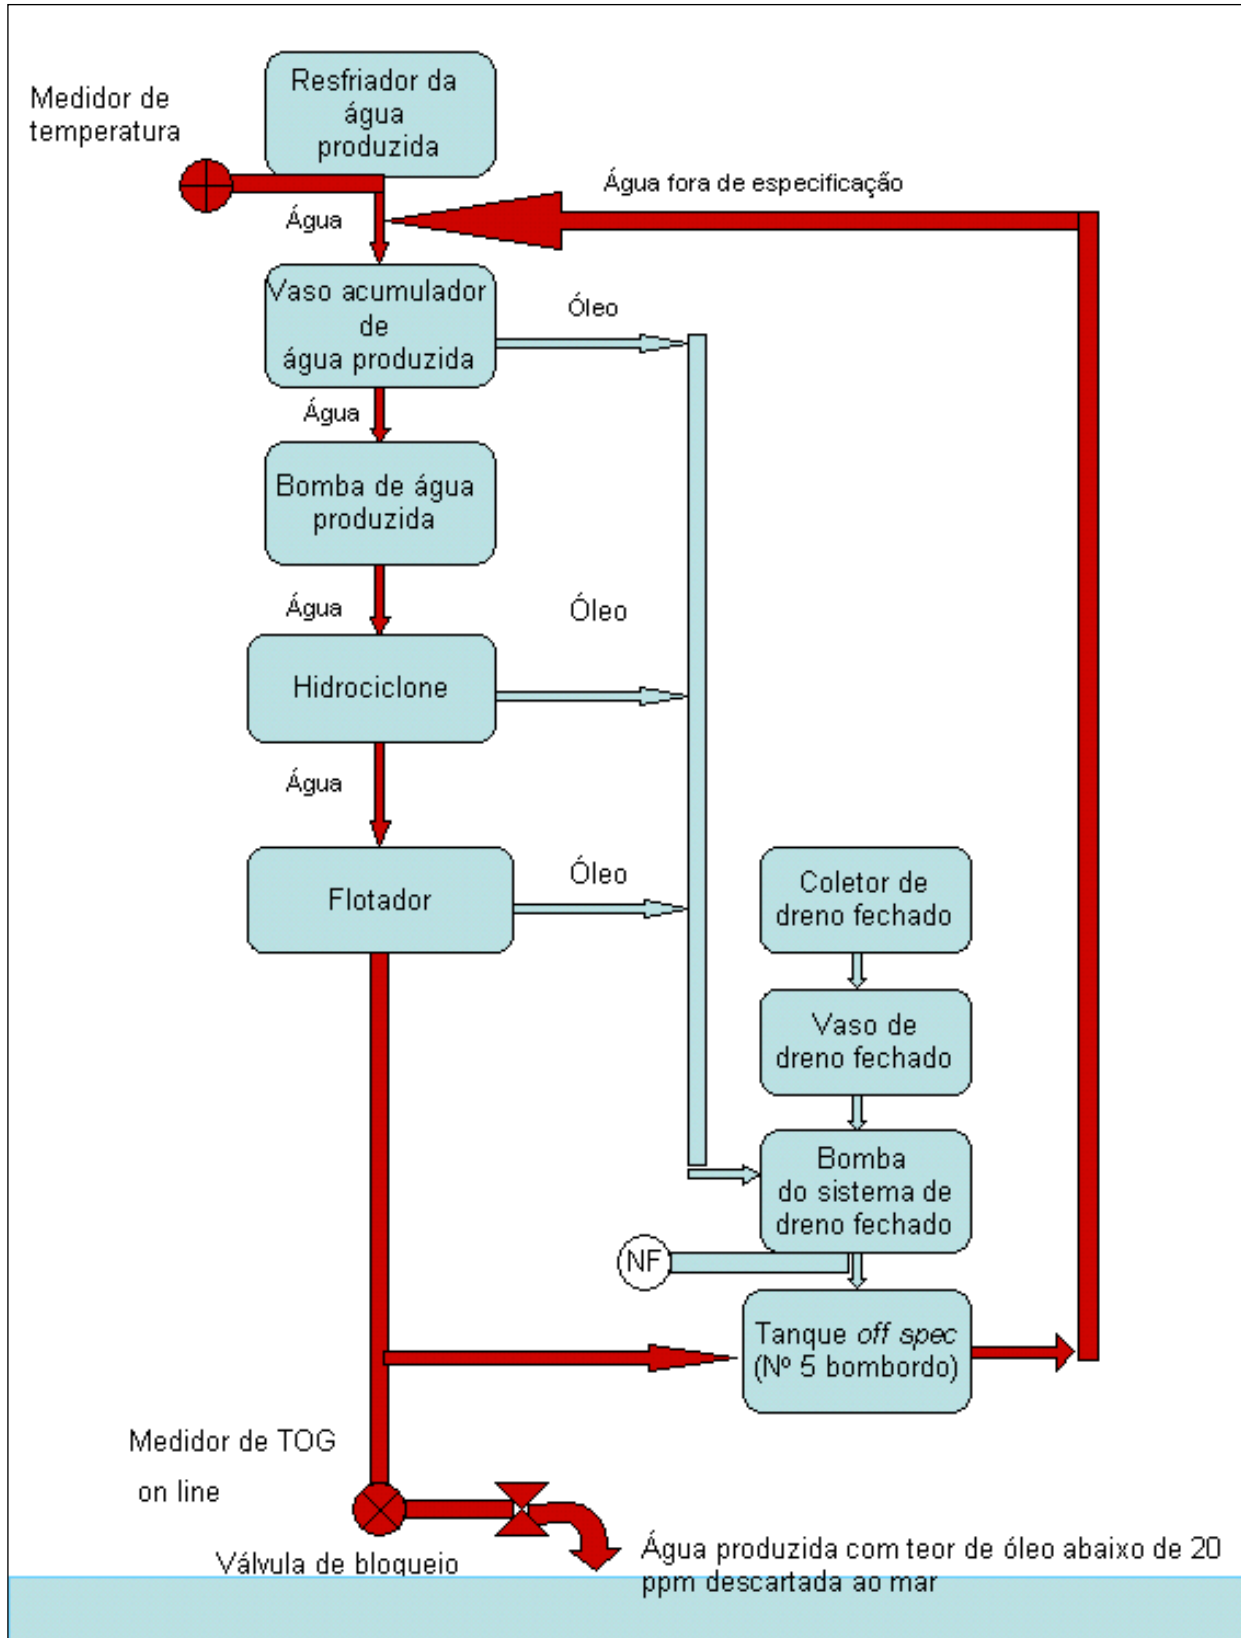 Resfriador da
água
produzida
Medidor de
temperatura
Água fora de especificação
Água
Vaso acumulador
de
água produzida
Óleo
Água
Bomba de água
produzida
Água
Óleo
Hidrociclone
Água
Flotador
Óleo
Coletor de
dreno fechado
Vaso de
dreno fechado
Bomba
do sistema de
dreno fechado
NF
Tanque off spec
(Nº 5 bombordo)
Medidor de TOG
on line
Válvula de bloqueio
Água produzida com teor de óleo abaixo de 20
ppm descartada ao mar